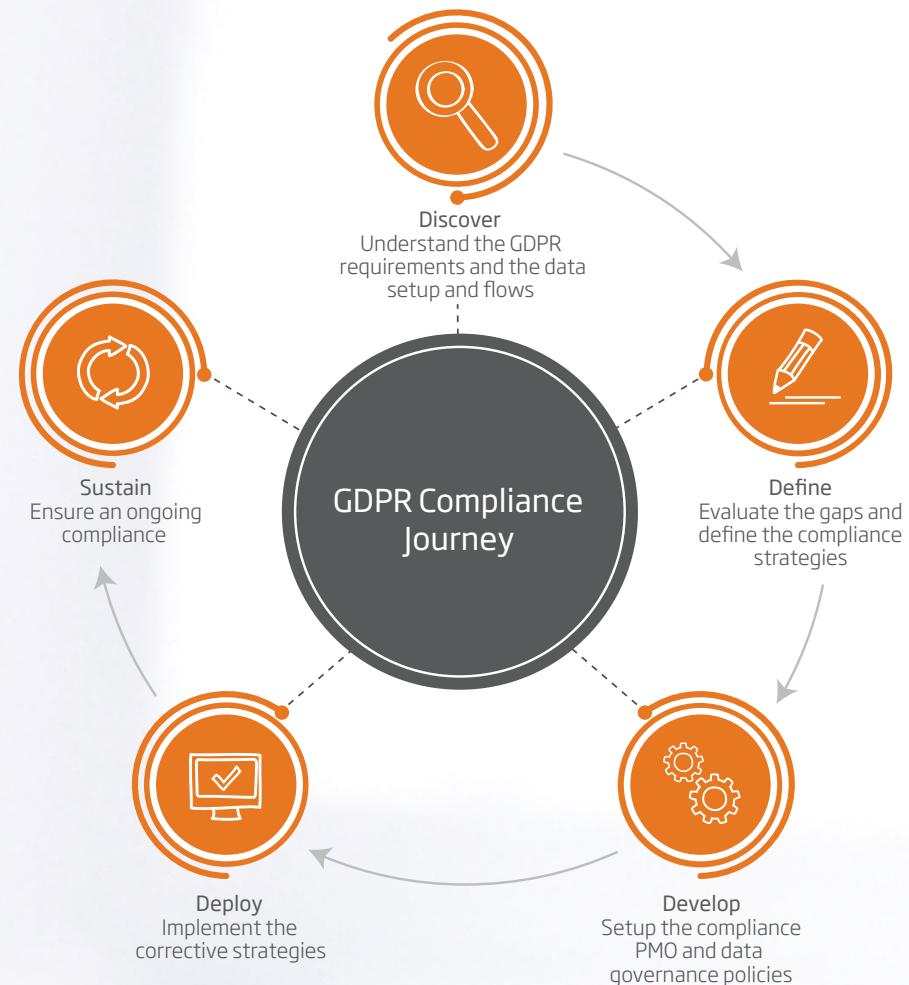 Discover
Understand the GDPR
requirements and the data
setup and flows
Define
Evaluate the gaps and
define the compliance
strategies
Develop
Setup the compliance
PMO and data
governance policies
Deploy
Implement the
corrective strategies
Sustain
Ensure an ongoing
compliance
GDPR Compliance
Journey